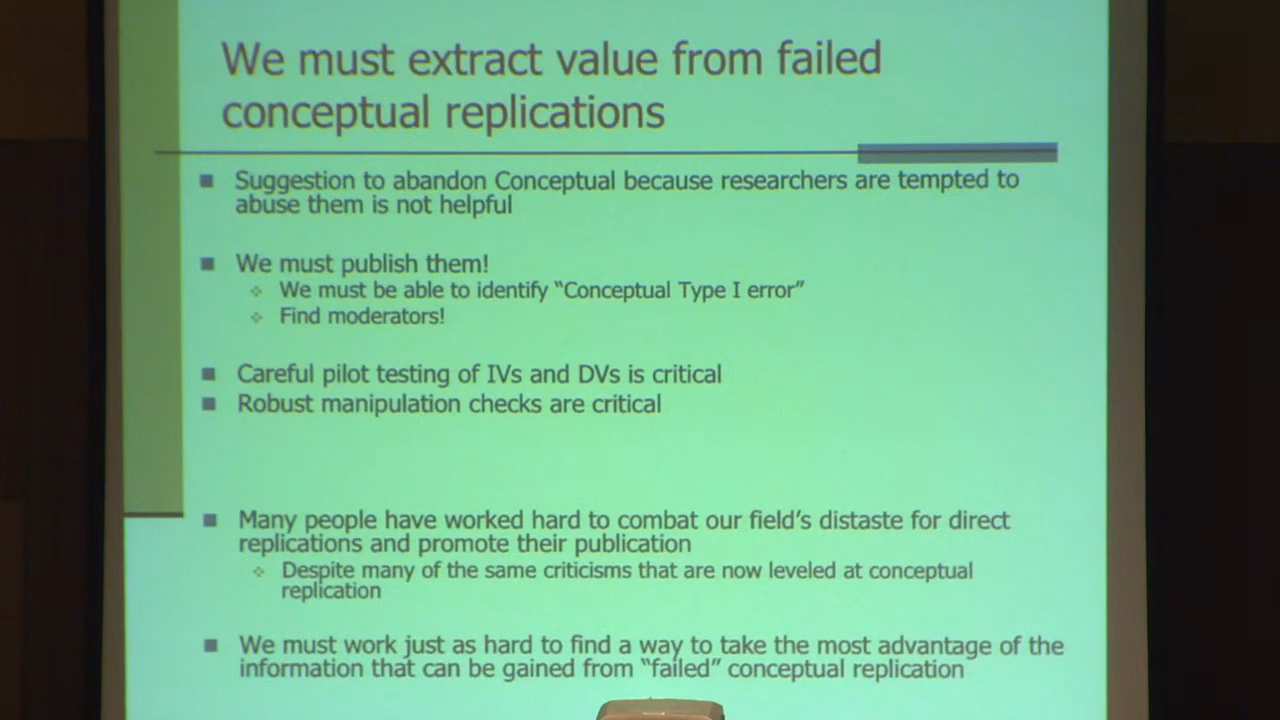 We must extract value from failed
conceptual replications
Suggestion to abandon Conceptual because researchers are tempted to
abuse them is not helpful
We must publish them!
We must be able to identify “Conceptual Type I error”
Find moderators!
Careful pilot testing of IVs and DVs is critical
Robust manipulation checks are critical
Many people have worked hard to combat our field’s distaste for direct
replications and promote their publication
Despite many of the same criticisms that are now leveled at conceptual
replication
We must work just as hard to find a way to take the most advantage of the
information that can be gained from “failed” conceptual replication